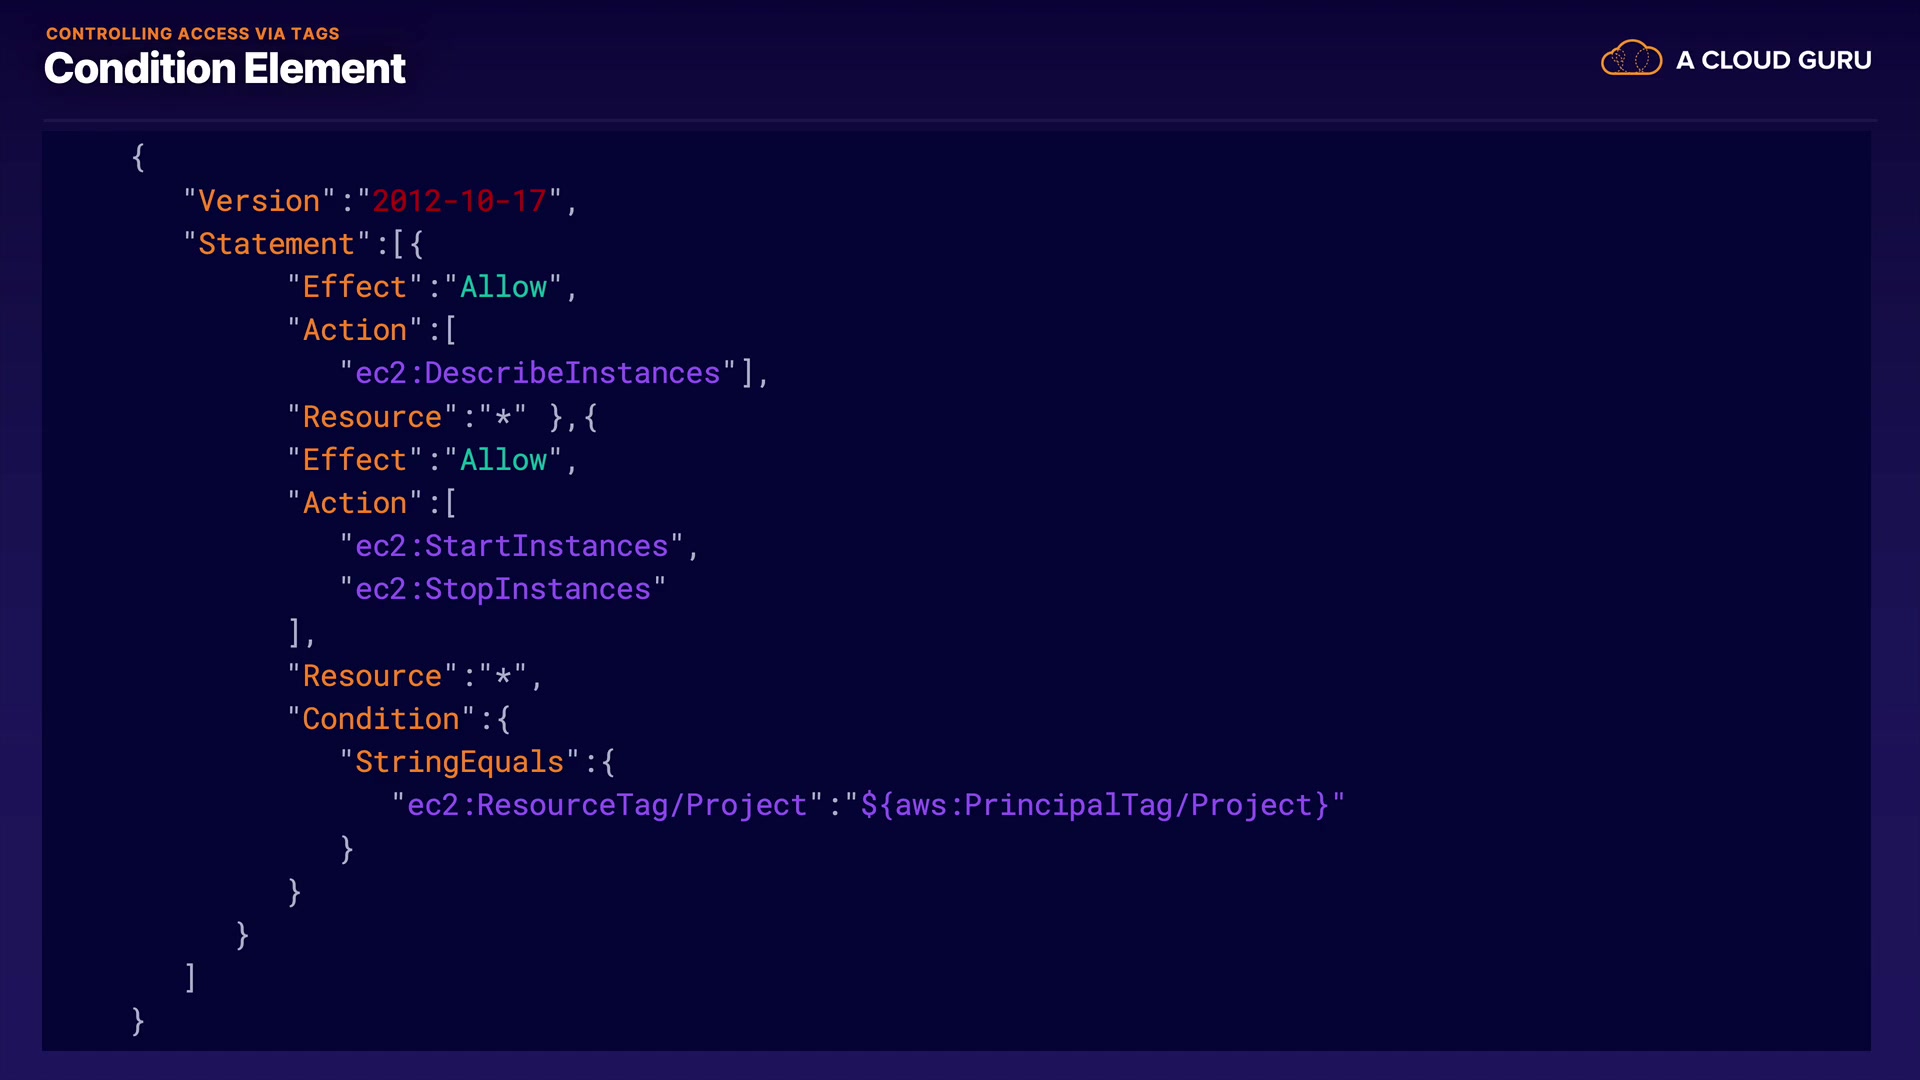 CONTROLLING ACCESS VIA TAGS
Condition Element
A CLOUD GURU
{
"Version":"2012-10-17",
"Statement":[{
"Effect":"Allow",
"Action":[
"ec2:DescribeInstances"],
"Resource":"*" },{
"Effect":"Allow",
"Action":[
"ec2:StartInstances",
"ec2:StopInstances"
],
"Resource":"*",
"Condition":{
"StringEquals":{
"ec2:ResourceTag/Project":"${aws:PrincipalTag/Project}"
}
}
}
]
}